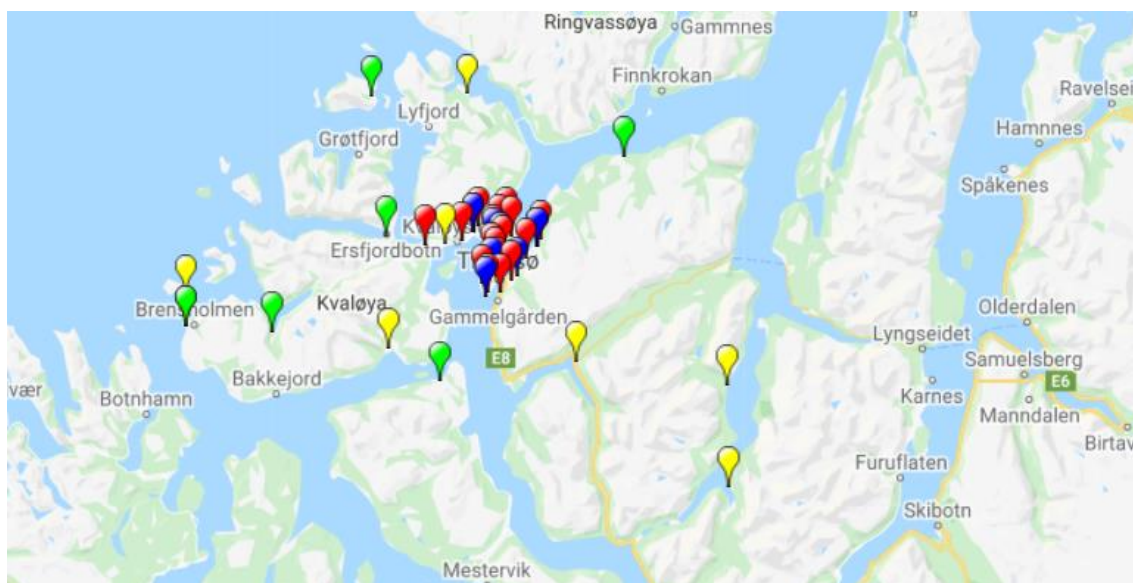 Ringvassøya
Gammnes
Finnkrokan
Ravelsei
Lyfjord
Hamnnes
Grøtfjord
Spåkenes
Ersfjordbotn
Brensholmen
Kvaløya
Gammelgården
Olderdalen
Lyngseidet
E8
Samuelsberg
Bakkejord
E6
vær
Botnhamn
Karnes
Manndalen
Birtav
Furuflaten
Skibotn
Mestervik